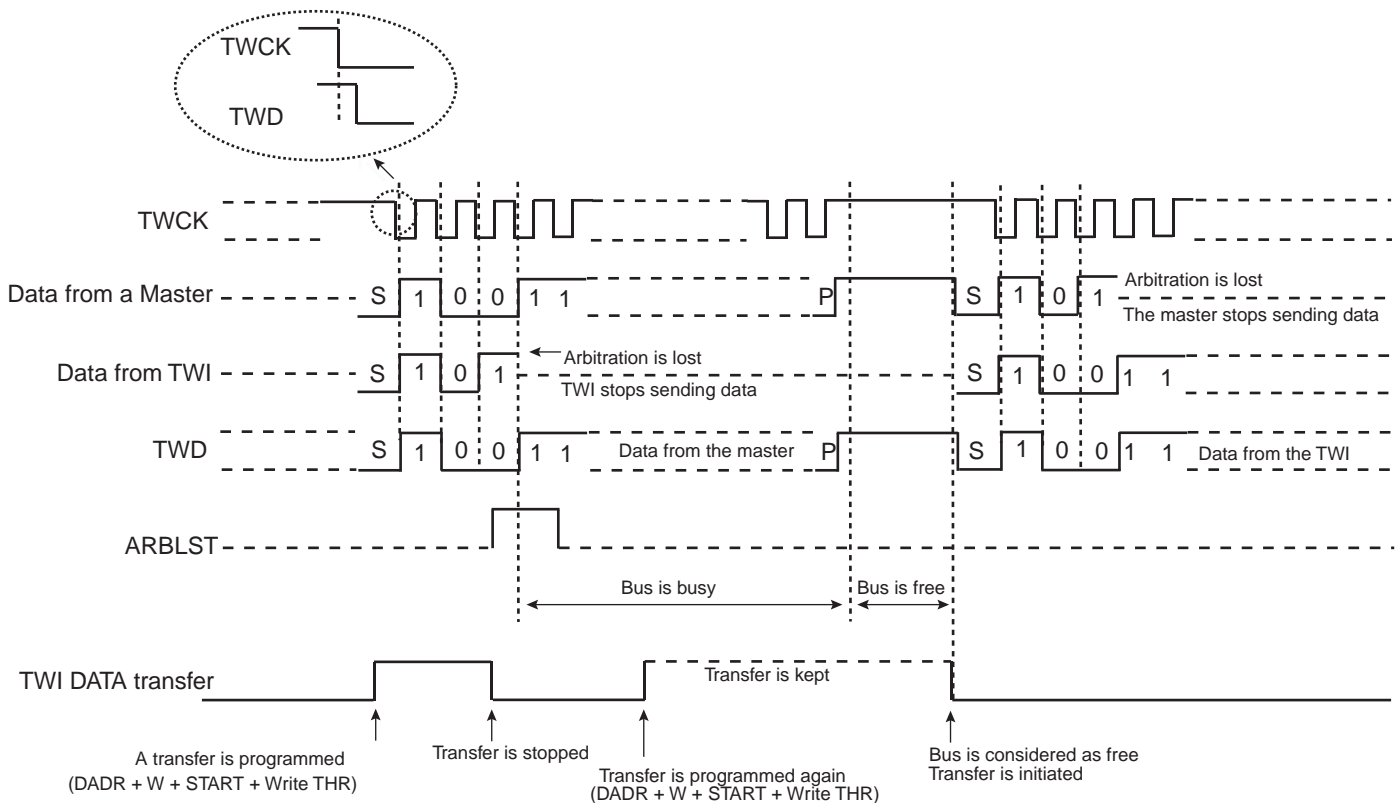 TWCK
TWD
TWCK
Data from a Master
S 1 0 0 1 1
P
S 1 0 1
Arbitration is lost
The master stops sending data
Data from TWI
S 1 0 1
Arbitration is lost
TWI stops sending data
S 1 0 0 1 1
TWD
S 1 0 0 1 1
Data from the master
P
S 1 0 0 1 1
Data from the TWI
ARBLST
Bus is busy
Bus is free
TWI DATA transfer
Transfer is kept
A transfer is programmed
(DADR + W + START + Write THR)
Transfer is stopped
Transfer is programmed again
(DADR + W + START + Write THR)
Bus is considered as free
Transfer is initiated